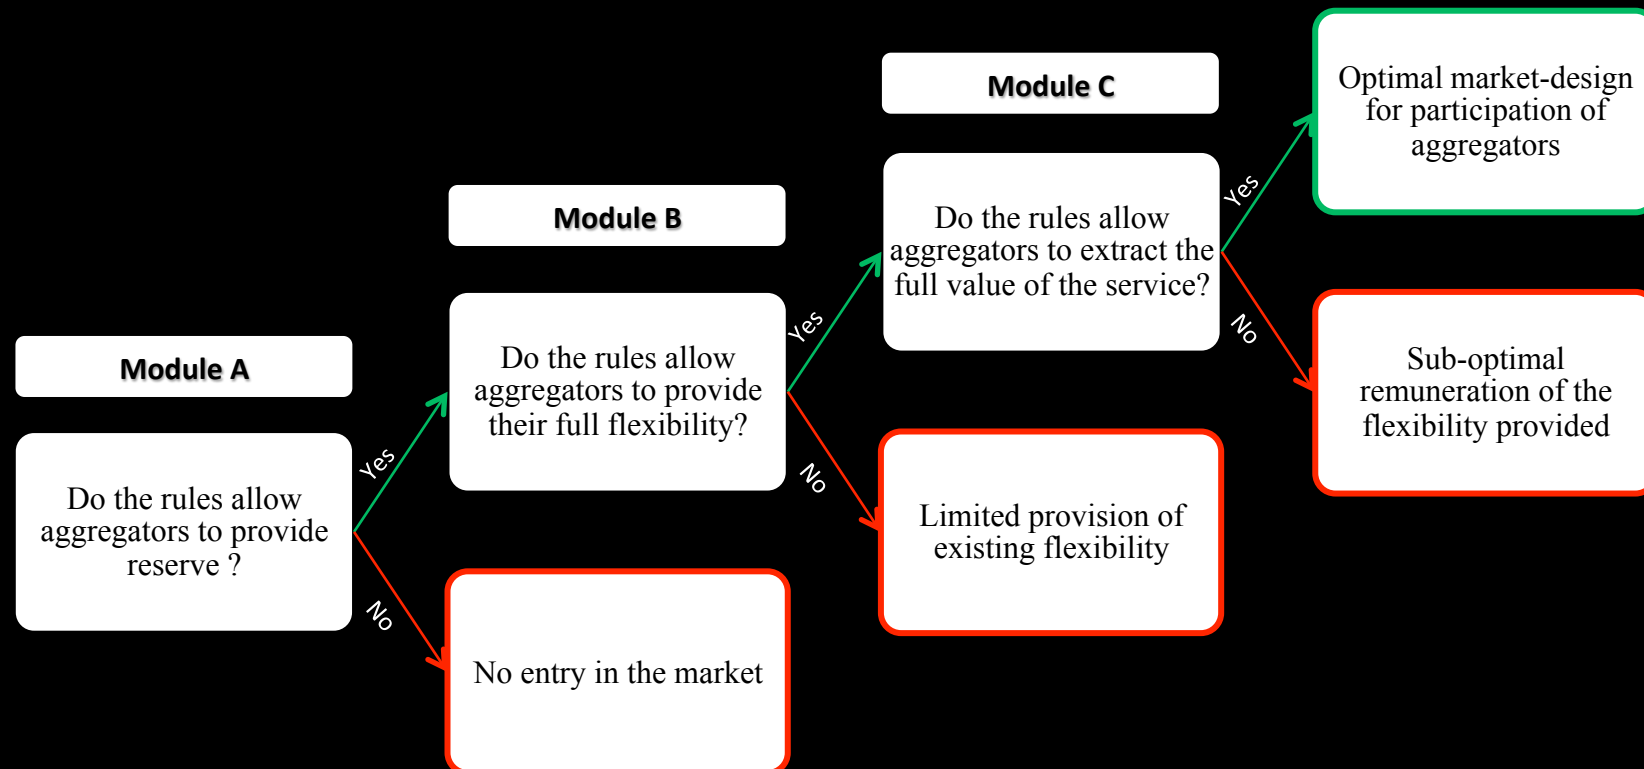 Module A
Do the rules allow
aggregators to provide
reserve ?
Yes
No
Module B
Do the rules allow
aggregators to provide
their full flexibility?
Yes
No
No entry in the market
Module C
Do the rules allow
aggregators to extract the
full value of the service?
Yes
No
Limited provision of
existing flexibility
Optimal market-design
for participation of
aggregators
Sub-optimal
remuneration of the
flexibility provided